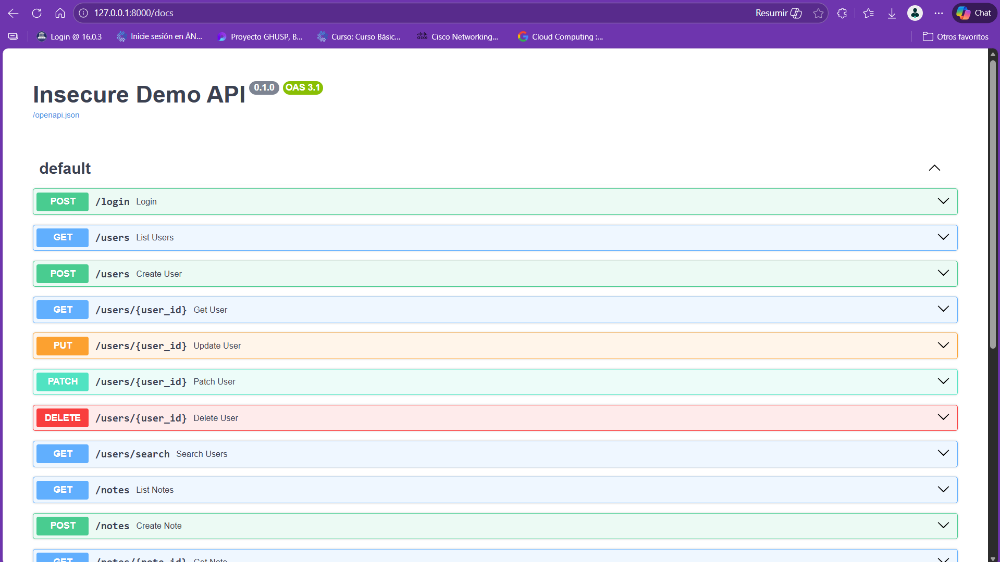 127.0.0.1:8000/docs
Resumir
Chat
Login @ 16.0.3
Inicie sesión en ÁN...
Proyecto GHUSP, B...
Curso: Curso Básic...
Cisco Networking...
Cloud Computing :...
Otros favoritos
Insecure Demo API 0.1.0 OAS 3.1
/openapi.json
default
POST /login Login
GET /users List Users
POST /users Create User
GET /users/{user_id} Get User
PUT /users/{user_id} Update User
PATCH /users/{user_id} Patch User
DELETE /users/{user_id} Delete User
GET /users/search Search Users
GET /notes List Notes
POST /notes Create Note
GET /notes/{note_id} Get Note